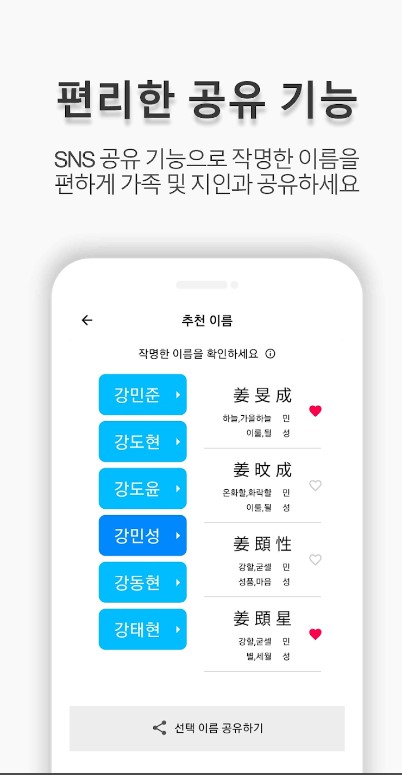 편리한 공유 기능
SNS 공유 기능으로 작명한 이름을
편하게 가족 및 지인과 공유하세요
추천 이름
작명한 이름을 확인하세요
강민준
강도현
강도윤
강민성
강동현
강태현
姜 旻 成
하늘,가을하늘 민
이룰,될 성
姜 旼 成
온화할,화락할 민
이룰,될 성
姜 頣 性
강할,굳셀 민
성품,마음 성
姜 頣 星
강할,굳셀 민
별,세월 성
선택 이름 공유하기